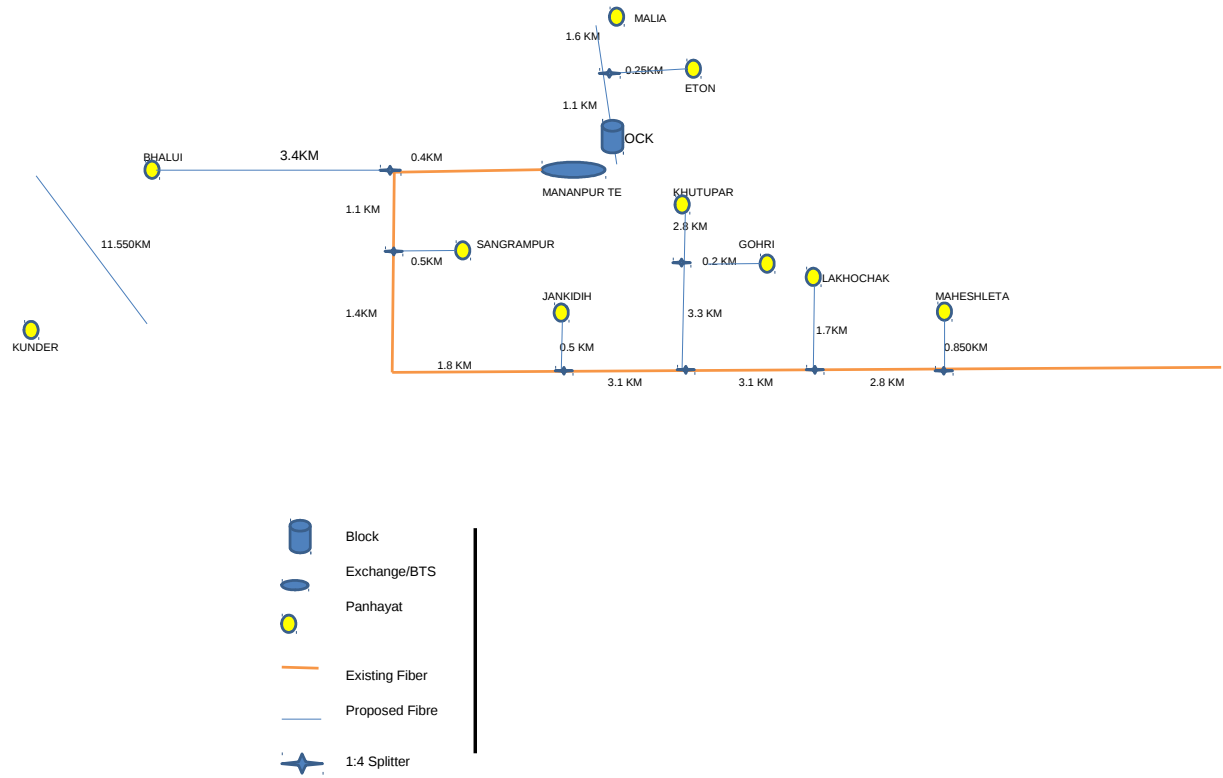 MALIA
1.6 KM
0.25KM
ETON
1.1 KM
OCK
BHALUI
3.4KM
0.4KM
MANANPUR TE
KHUTUPAR
1.1 KM
2.8 KM
11.550KM
SANGRAMPUR
GOHRI
0.5KM
0.2 KM
LAKHOCHAK
JANKIDIH
MAHESHLETA
1.4KM
3.3 KM
1.7KM
KUNDER
0.5 KM
0.850KM
1.8 KM
3.1 KM
3.1 KM
2.8 KM
Block
Exchange/BTS
Panhayat
Existing Fiber
Proposed Fibre
1:4 Splitter